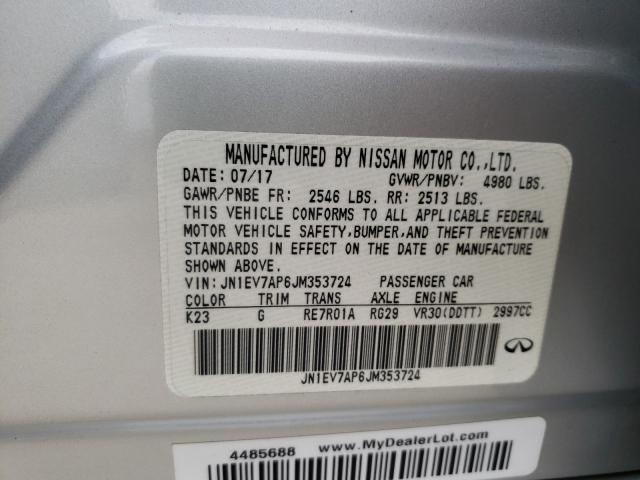 MANUFACTURED BY NISSAN MOTOR CO.,LTD.
DATE: 07/17 GVWR/PNBV: 4980 LBS.
GAWR/PNBE FR: 2546 LBS. RR: 2513 LBS.
THIS VEHICLE CONFORMS TO ALL APPLICABLE FEDERAL
MOTOR VEHICLE SAFETY,BUMPER,AND THEFT PREVENTION
STANDARDS IN EFFECT ON THE DATE OF MANUFACTURE
SHOWN ABOVE.
VIN:JN1EV7AP6JM353724 PASSENGER CAR
COLOR TRIM TRANS AXLE ENGINE
K23 G RE7R01A RG29 VR30(DDTT) 2997CC
JN1EV7AP6JM353724
4485688 www.MyDealerLot.com